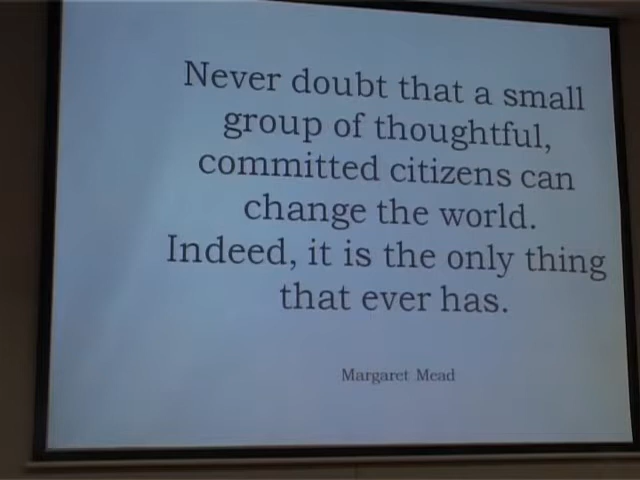 Never doubt that a small
group of thoughtful,
committed citizens can
change the world.
Indeed, it is the only thing
that ever has.
Margaret Mead